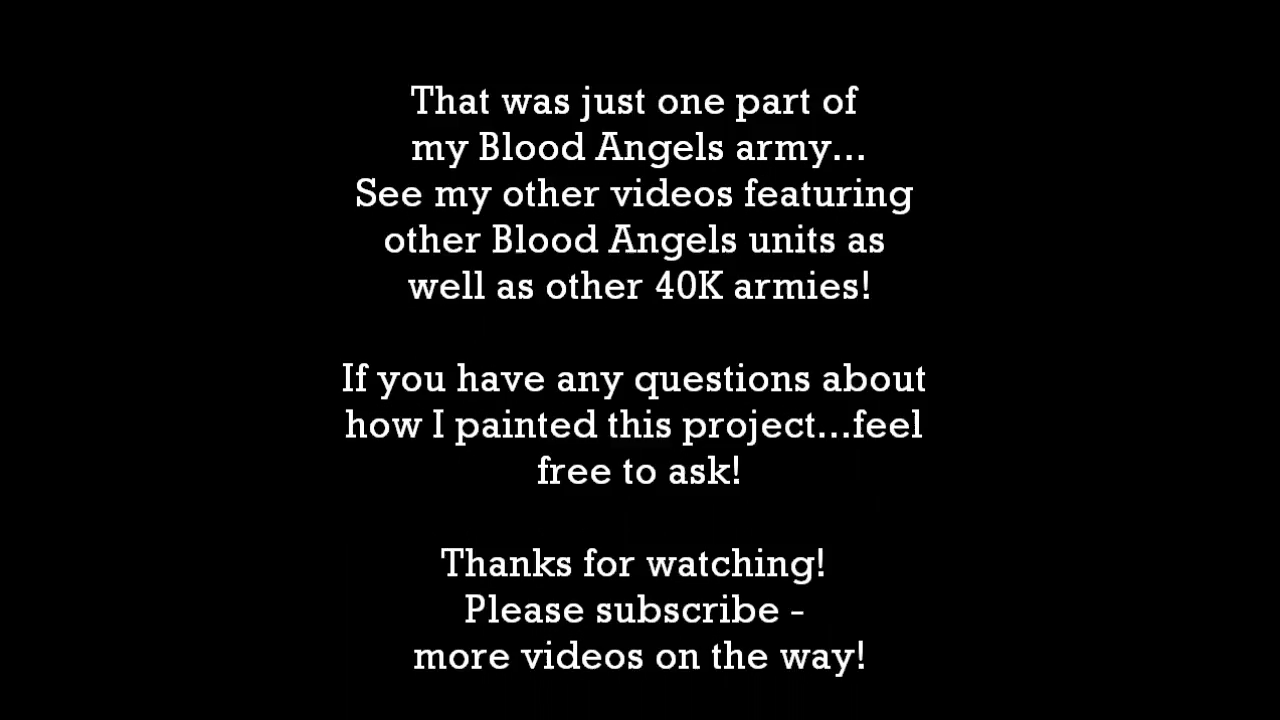 That was just one part of
my Blood Angels army...
See my other videos featuring
other Blood Angels units as
well as other 40K armies!
If you have any questions about
how I painted this project...feel
free to ask!
Thanks for watching!
Please subscribe -
more videos on the way!